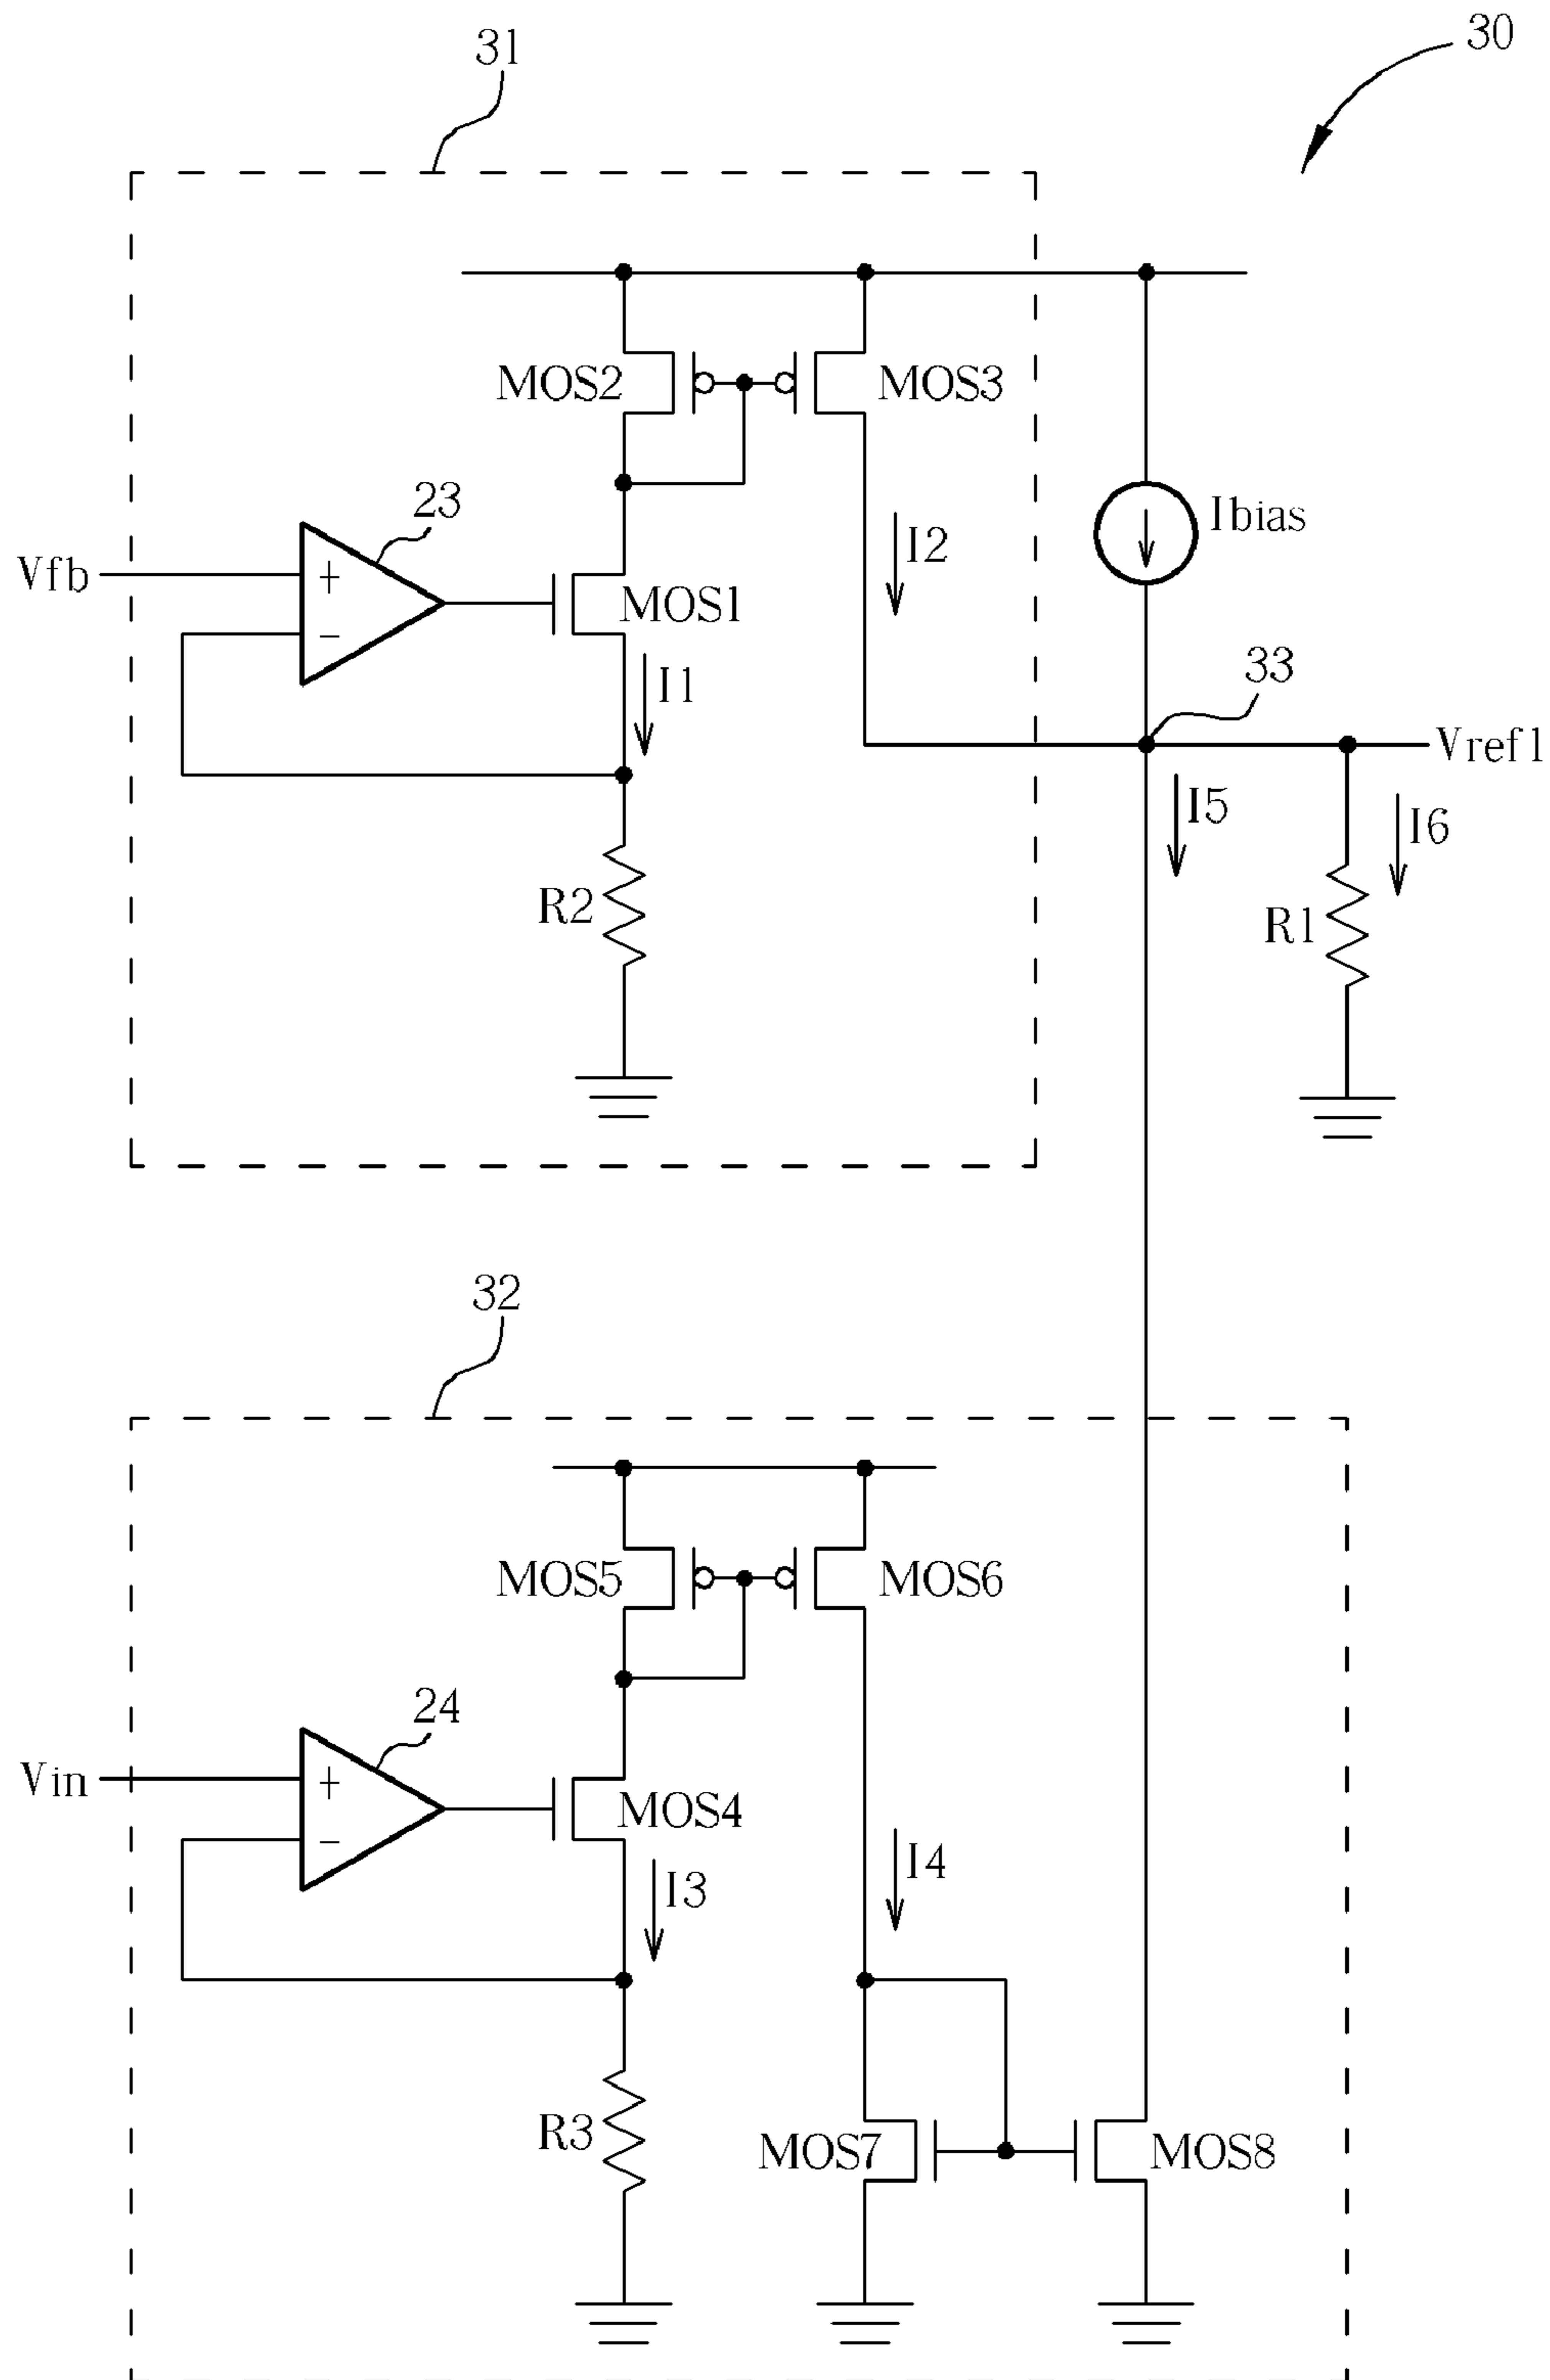 30
31
MOS2
MOS3
23
Ibias
I2
Vfb
+
MOS1
−
33
I1
Vref1
I5
I6
R2
R1
32
MOS5
MOS6
24
Vin
+
MOS4
−
I4
I3
R3
MOS7
MOS8